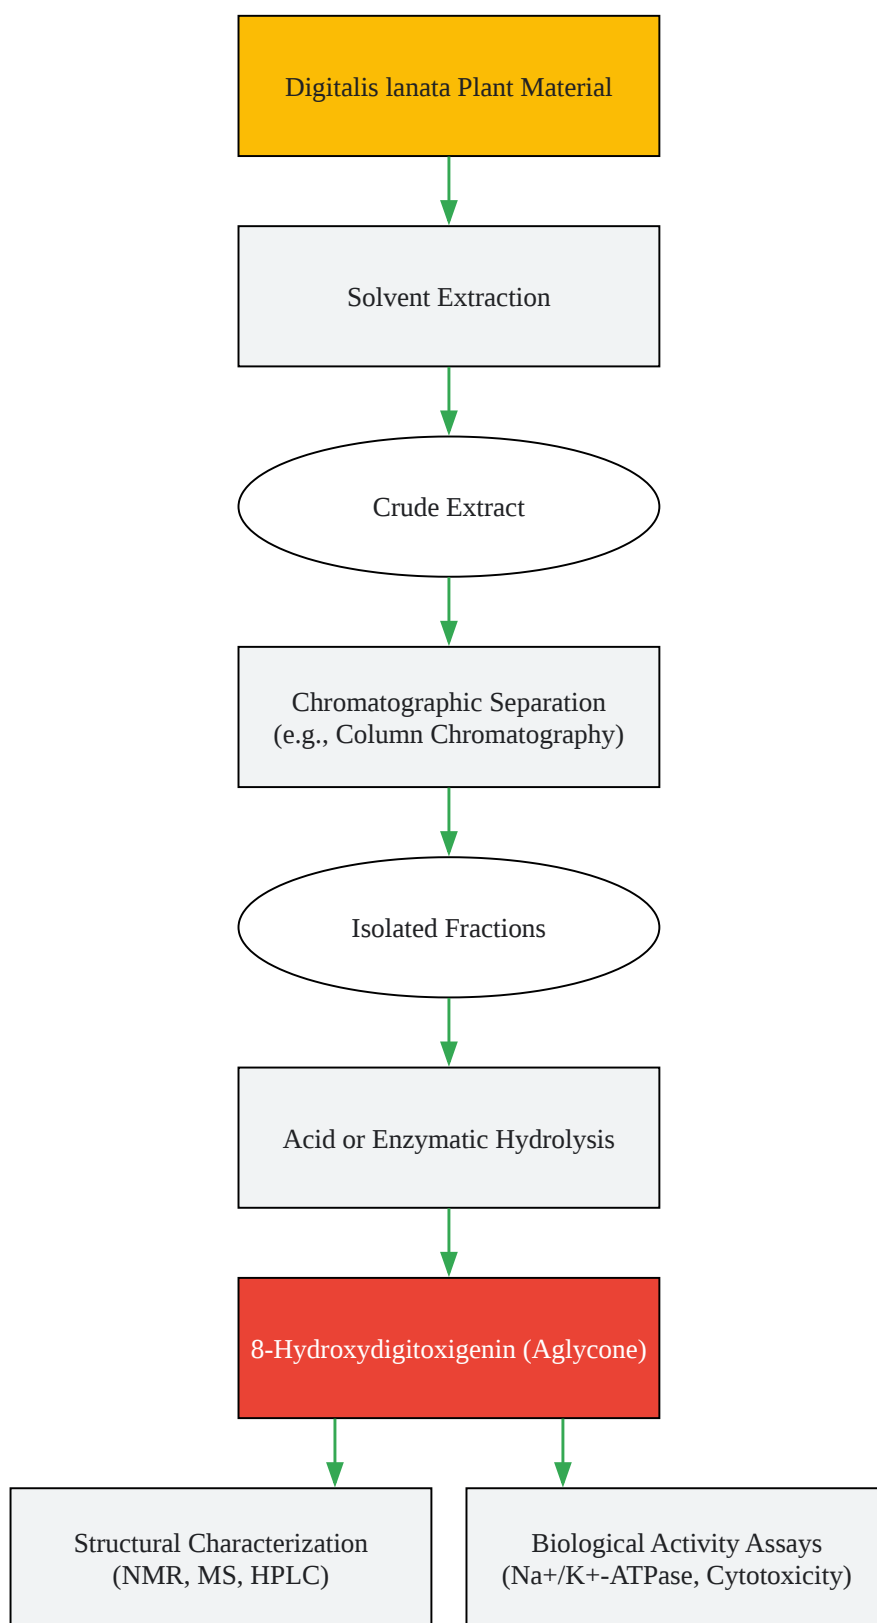 Digitalis lanata Plant Material
Solvent Extraction
Crude Extract
Chromatographic Separation
(e.g., Column Chromatography)
Isolated Fractions
Acid or Enzymatic Hydrolysis
8-Hydroxydigitoxigenin (Aglycone)
Structural Characterization
(NMR, MS, HPLC)
Biological Activity Assays
(Na+/K+-ATPase, Cytotoxicity)